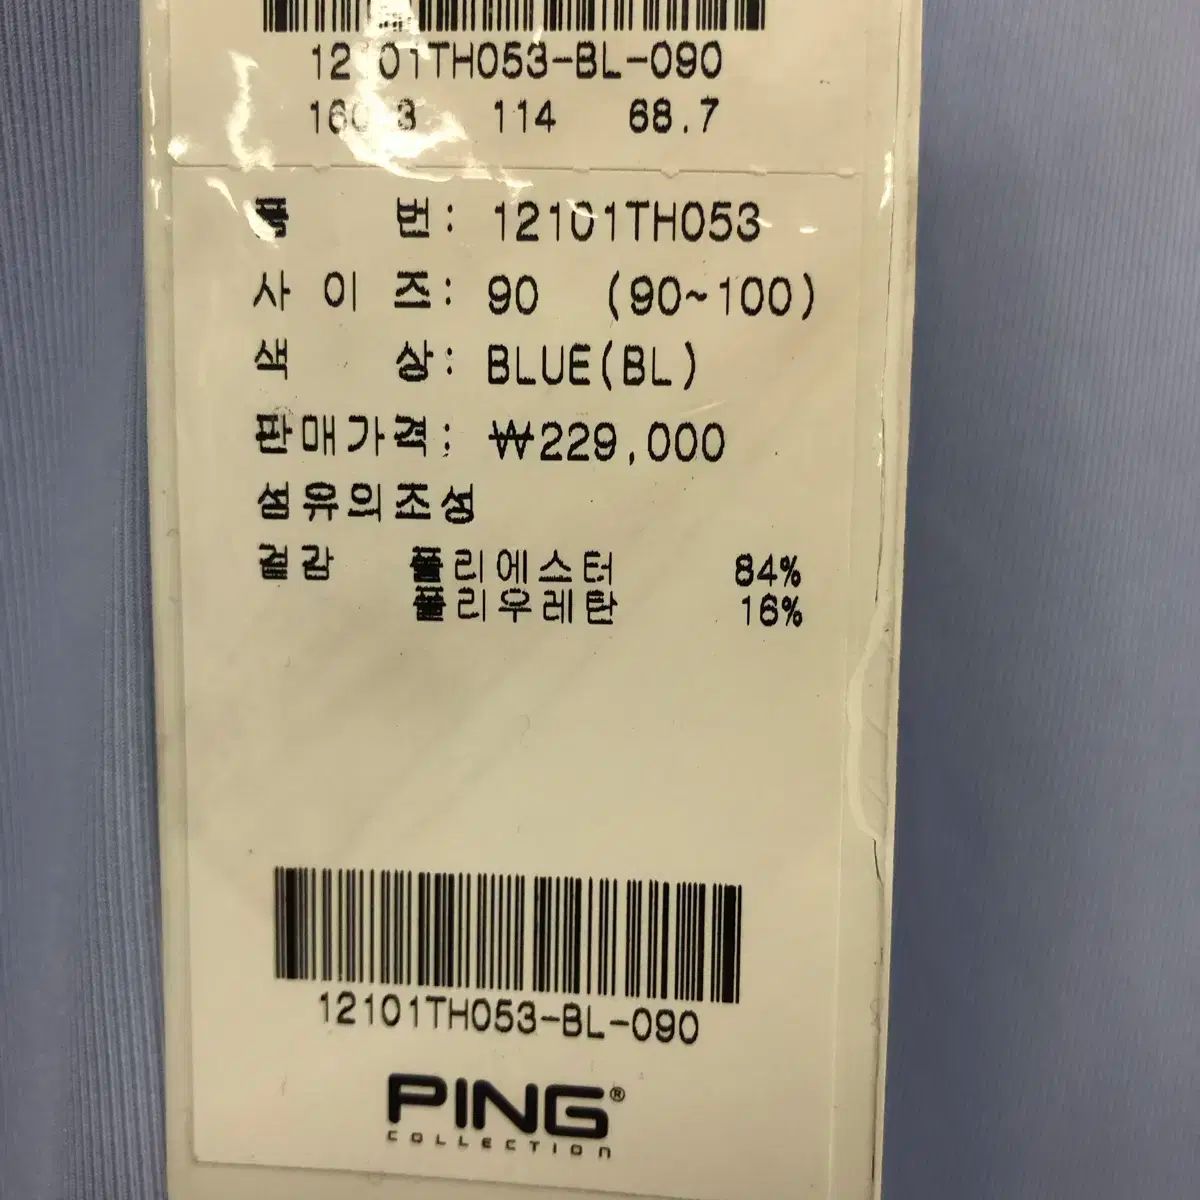 12101TH053-BL-090
114 68.7
품 번: 12101TH053
사 이 즈: 90 (90~100)
색 상: BLUE(BL)
판매가격: ₩229,000
섬유의조성
겉감 폴리에스터 84%
폴리우레탄 16%
12101TH053-BL-090
PING®
COLLECTION